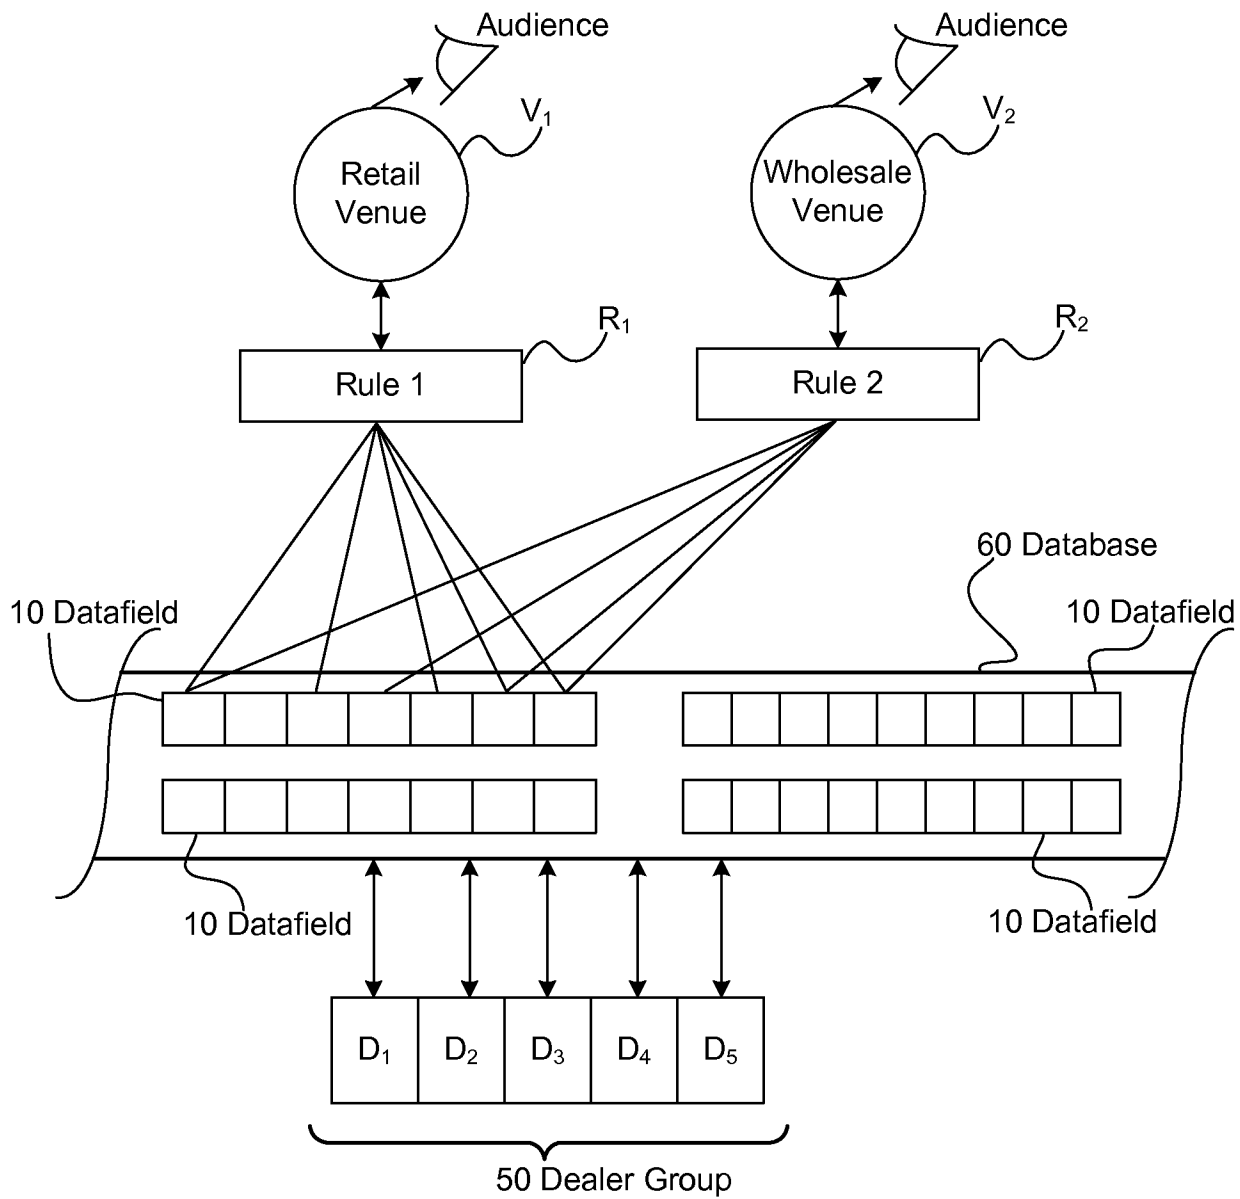 Audience
Audience
V1
V2
Retail
Venue
Wholesale
Venue
R1
R2
Rule 1
Rule 2
60 Database
10 Datafield
10 Datafield
10 Datafield
10 Datafield
D1
D2
D3
D4
D5
50 Dealer Group